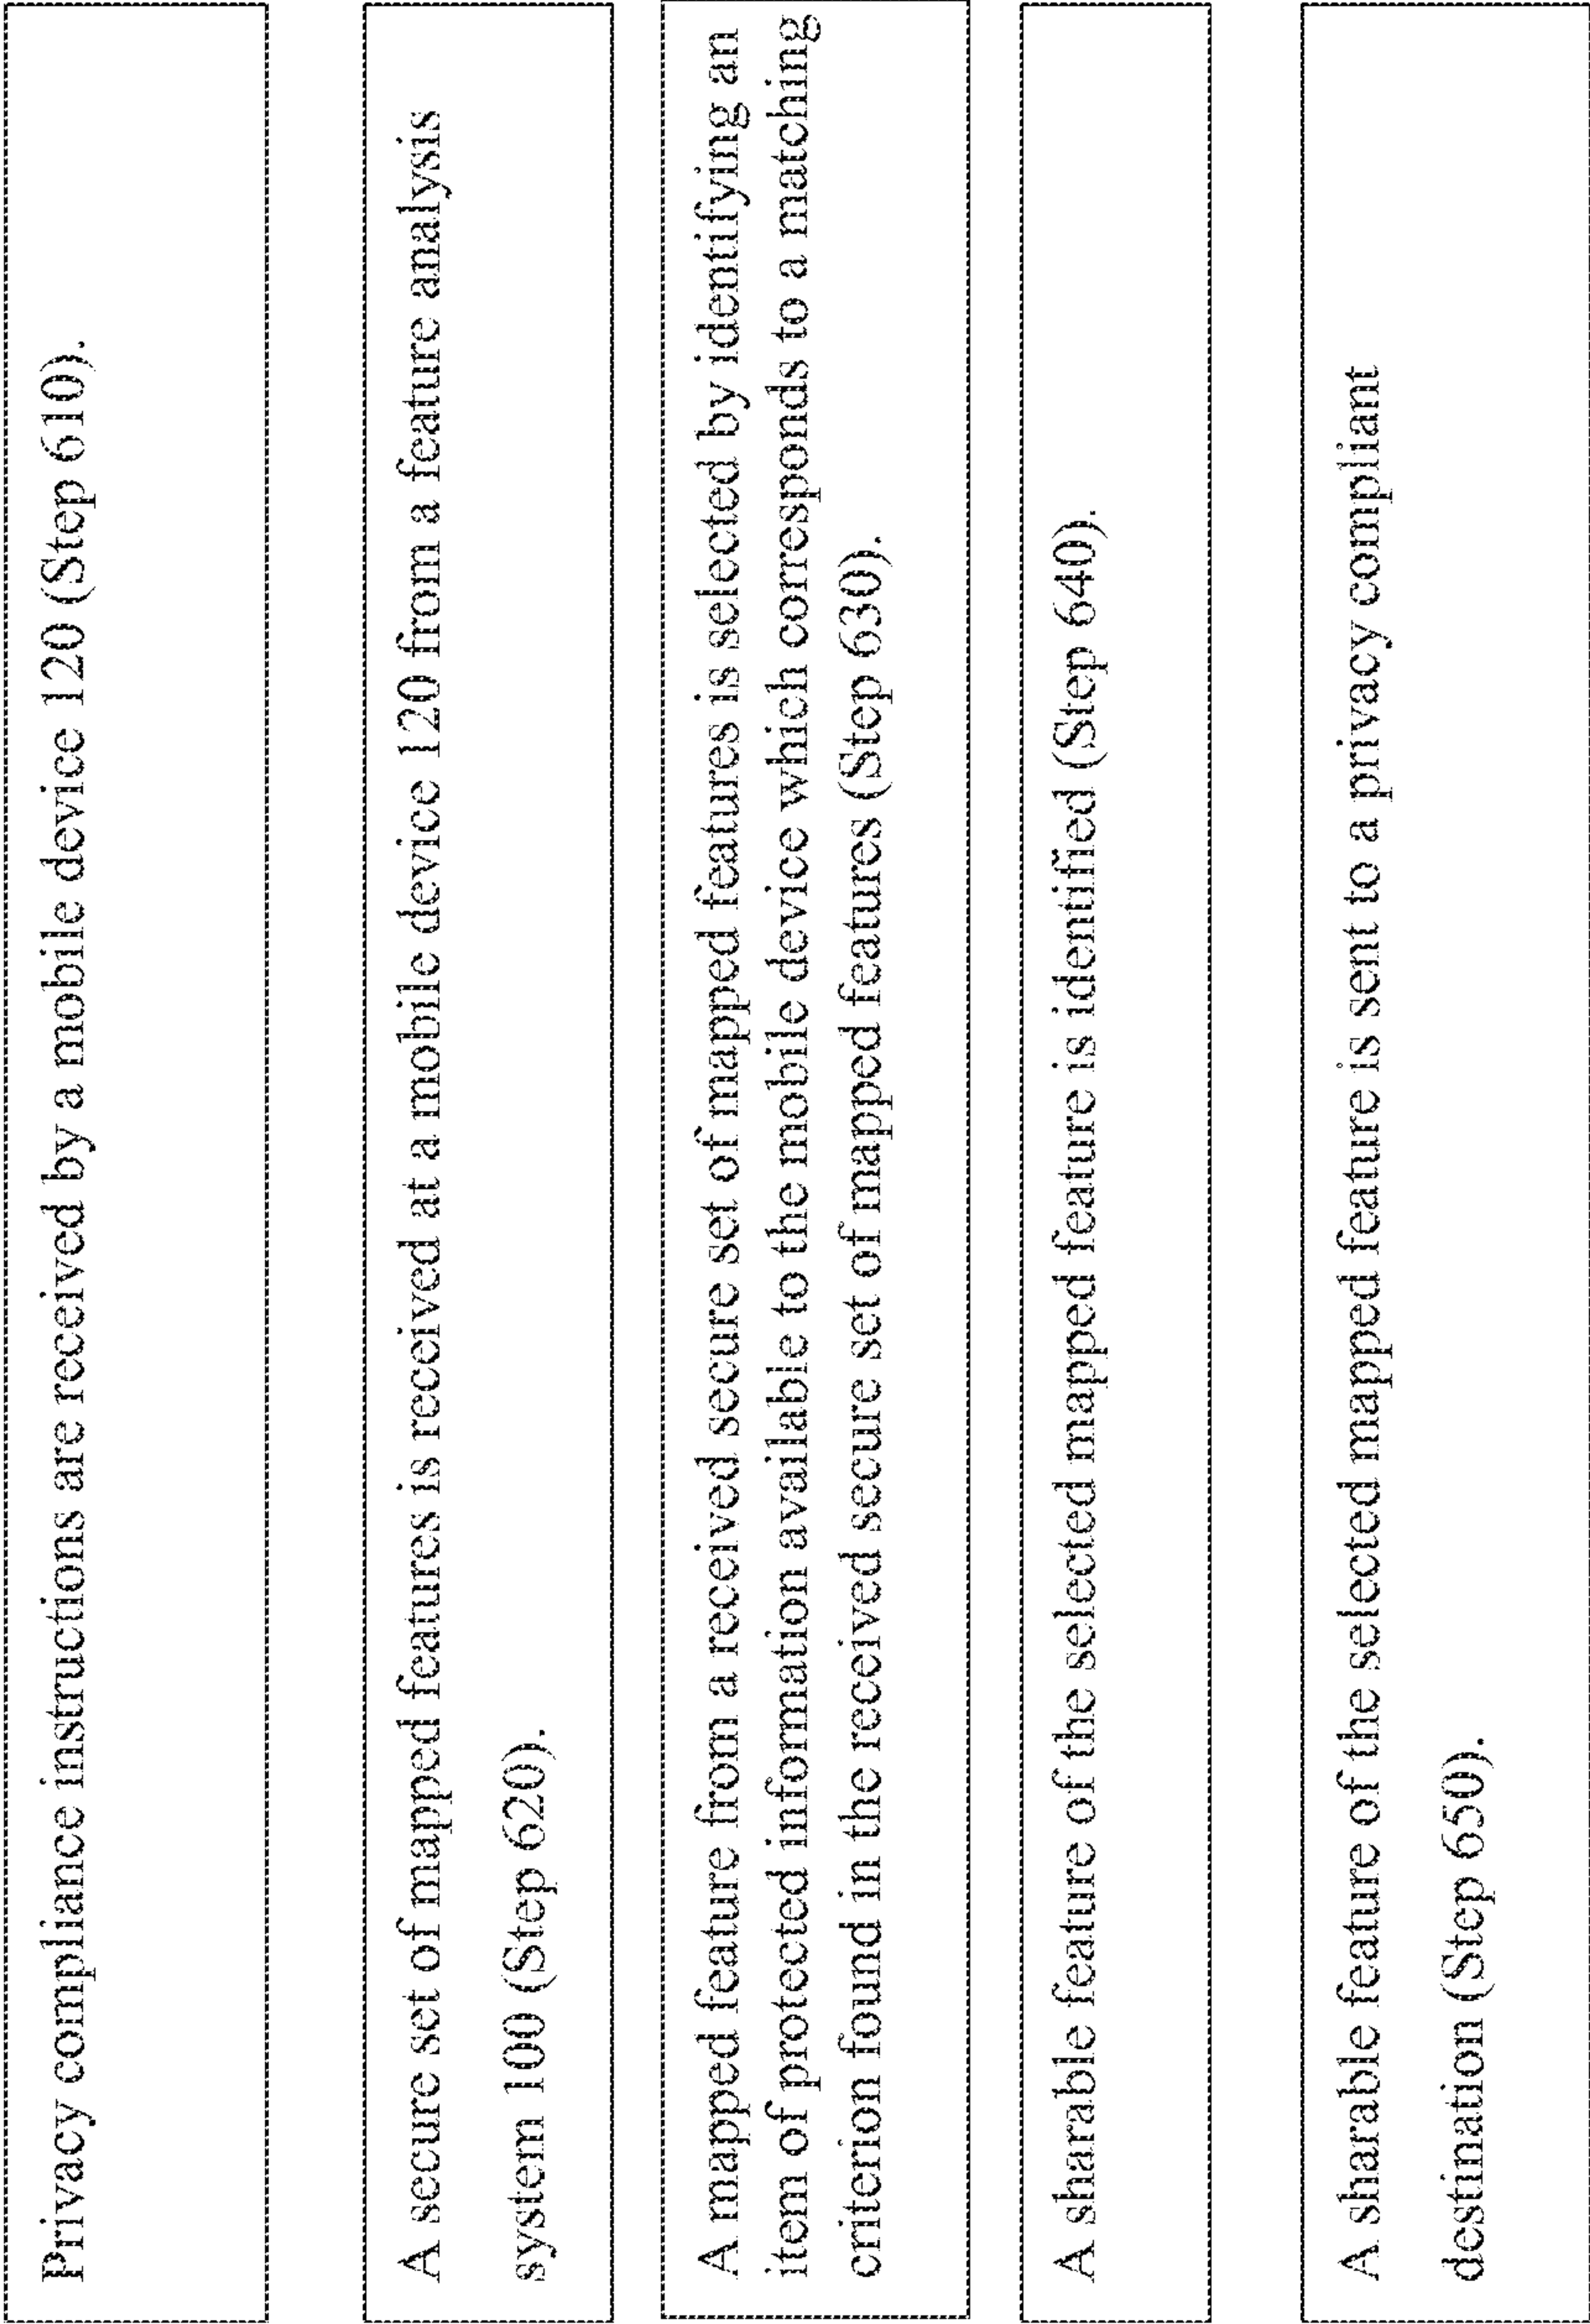 Privacy compliance instructions are received by a mobile device 120 (Step 610).
A secure set of mapped features is received at a mobile device 120 from a feature analysis
system 100 (Step 620).
A mapped feature from a received secure set of mapped features is selected by identifying an
item of protected information available to the mobile device which corresponds to a matching
criterion found in the received secure set of mapped features (Step 630).
A sharable feature of the selected mapped feature is identified (Step 640).
A sharable feature of the selected mapped feature is sent to a privacy compliant
destination (Step 650).